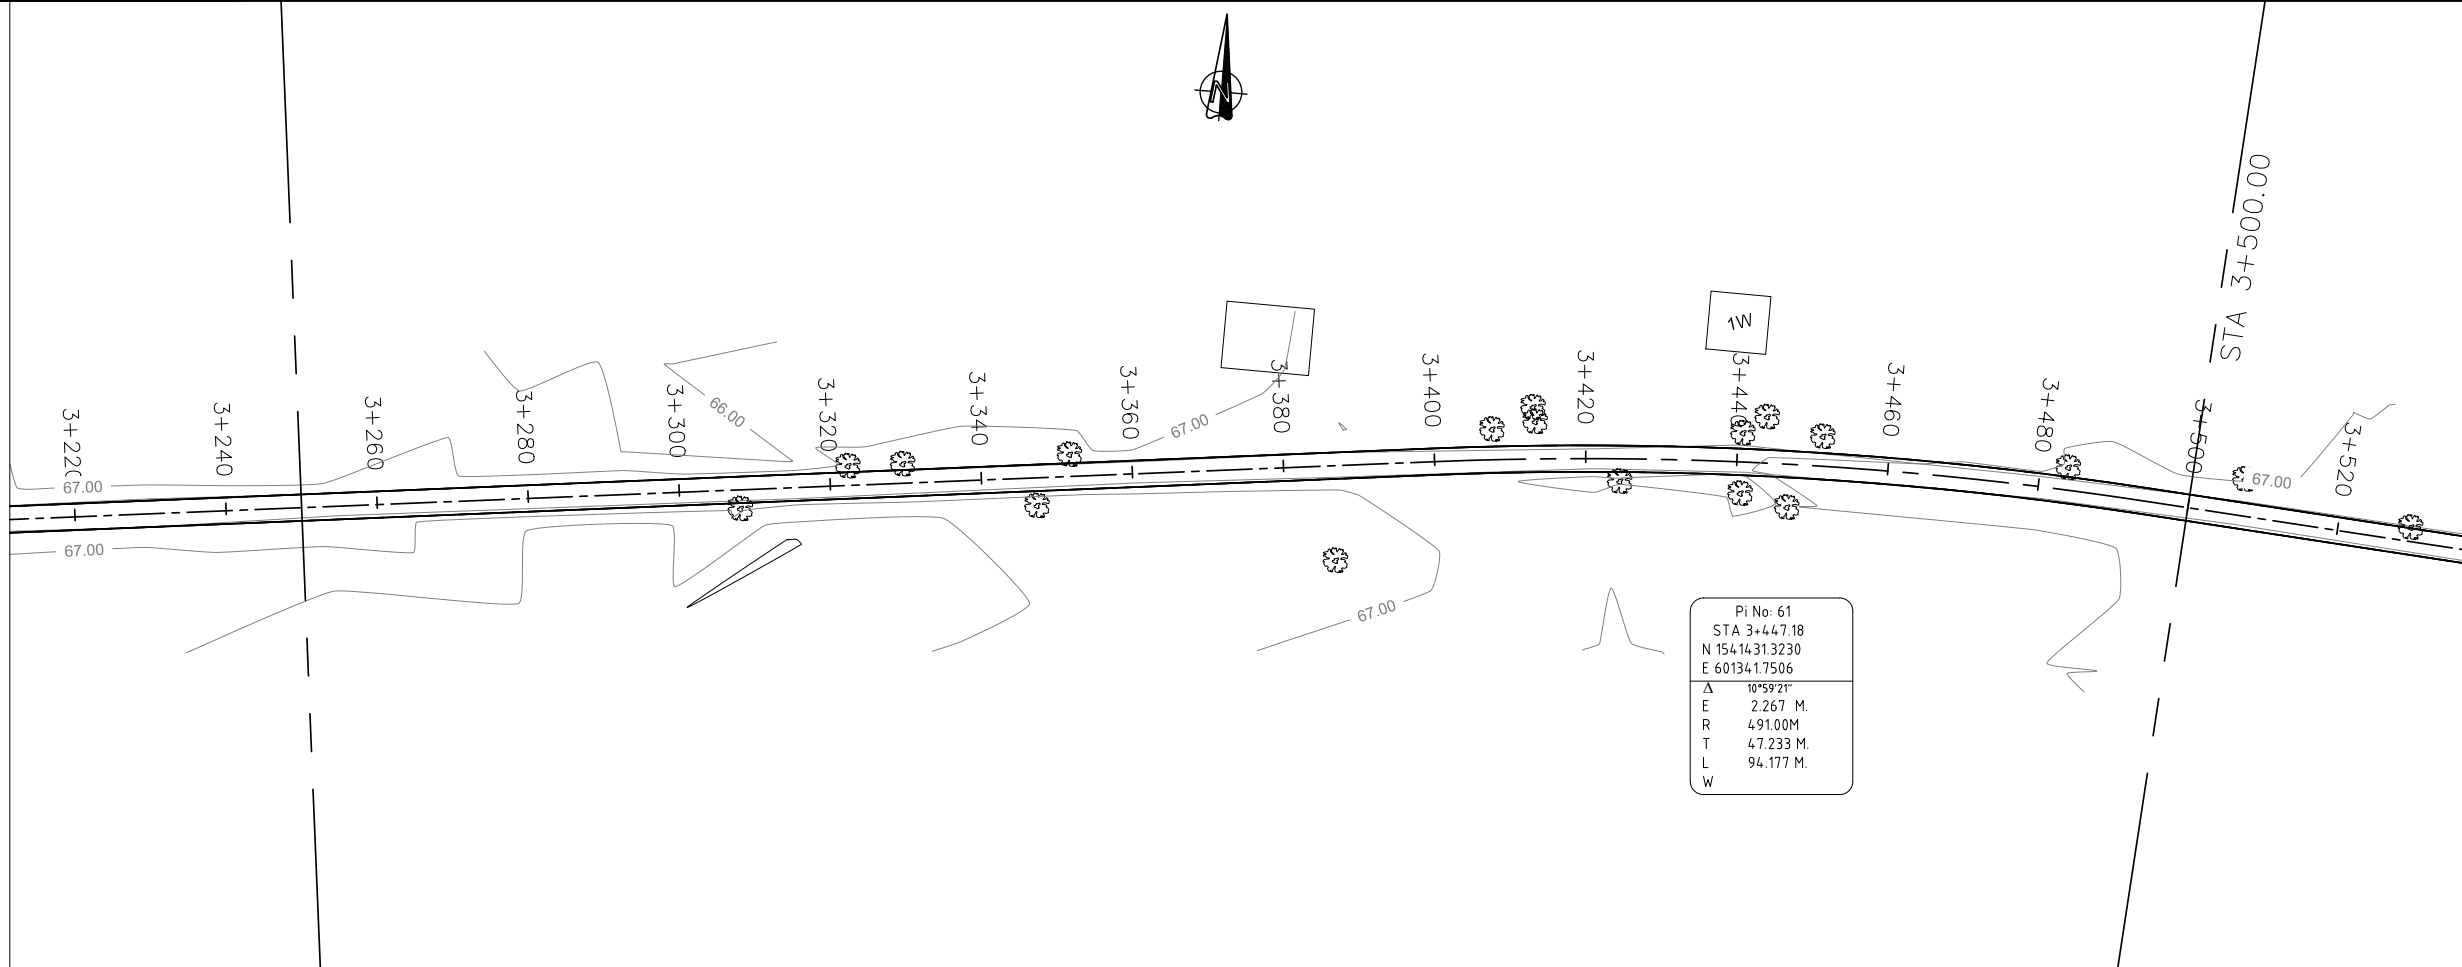 N
STA 3+500.00
1W
3+220
3+240
3+260
3+280
3+300
3+320
3+340
3+360
3+380
3+400
3+420
3+440
3+460
3+480
3+500
3+520
66.00
67.00
67.00
67.00
67.00
67.00
Pi No: 61
STA 3+447.18
N 1541431.3230
E 601341.7506
Δ 10°59'21"
E 2.267 M.
R 491.00M
T 47.233 M.
L 94.177 M.
W